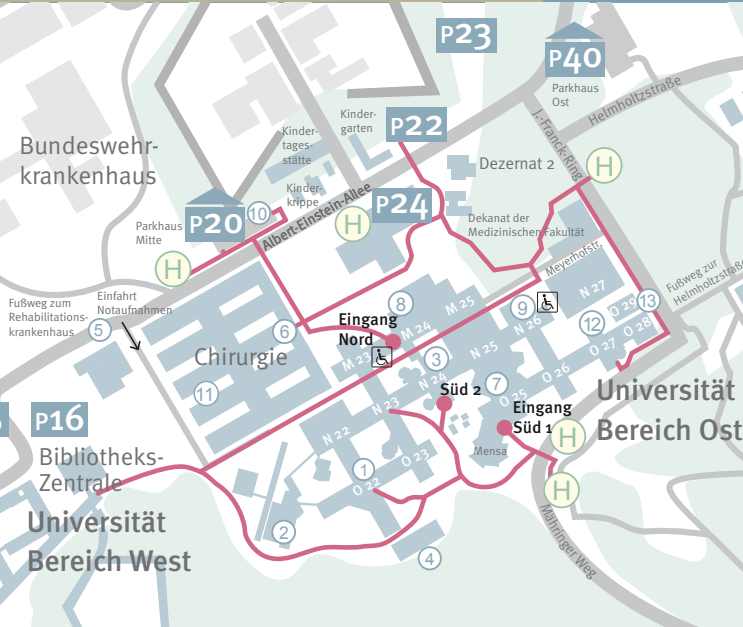 P23
P40
Parkhaus
Ost
Helmholtzstraße
J.-Franck-Ring
Kinder-
garten
P22
Kinder-
tages-
stätte
Bundeswehr-
krankenhaus
Dezernat 2
H
Kinder-
krippe
Albert-Einstein-Allee
P24
P20
10
H
Parkhaus
Mitte
H
Dekanat der
Medizinischen Fakultät
Meyerhofstr.
Fußweg zur
Helmholtzstraße
Einfahrt
Notaufnahmen
Fußweg zum
Rehabilitations-
krankenhaus
5
6
8
M 25
M 24
M 23
Eingang
Nord
9
N 27
N 26
N 25
N 24
N 23
N 22
13
O 29
O 28
12
O 27
O 26
O 25
3
7
Chirurgie
11
Süd 2
Eingang
Süd 1
Universität
Bereich Ost
H
P16
Bibliotheks-
Zentrale
Mensa
O 23
1
O 22
H
Universität
Bereich West
2
4
Mähringer Weg